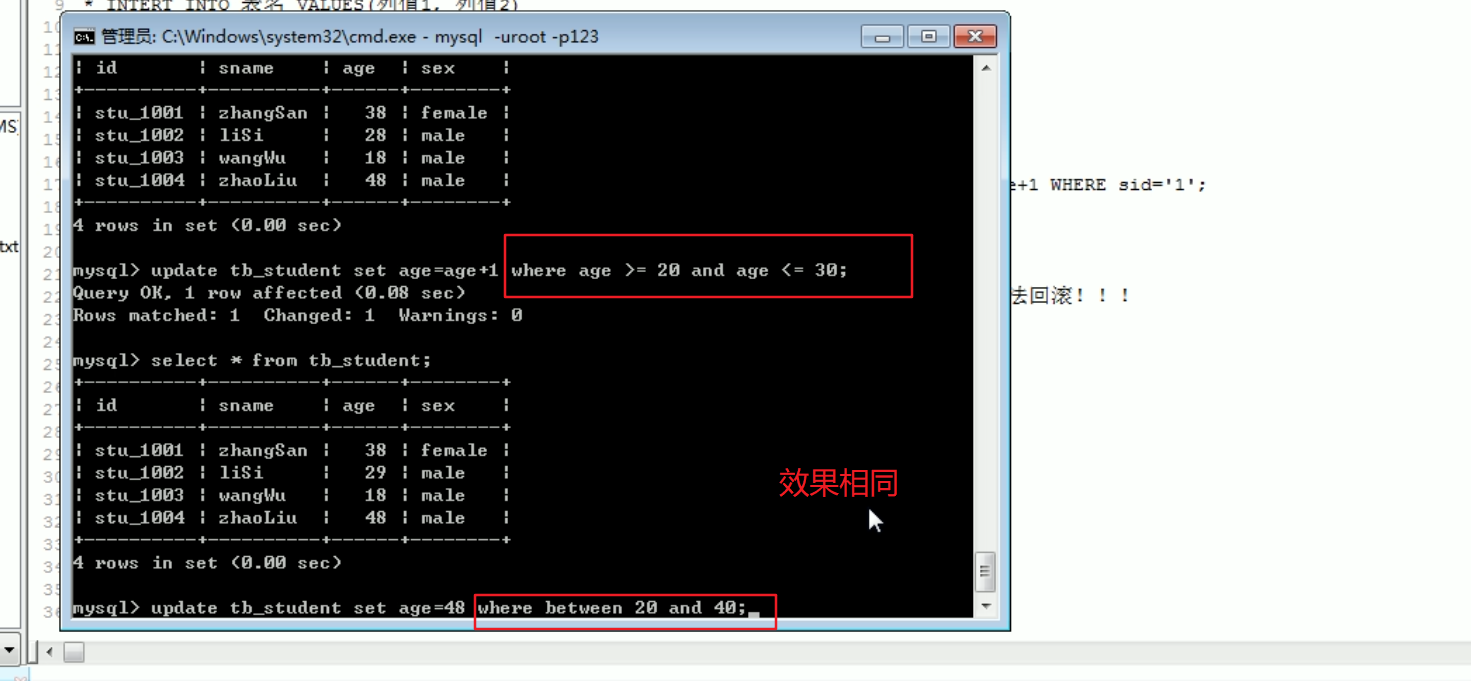 9 * INTERT INTO 表名 VALUES(列值1, 列值2)
管理员: C:\Windows\system32\cmd.exe - mysql -uroot -p123
| id | sname | age | sex |
+----------+----------+------+--------+
| stu_1001 | zhangSan | 38 | female |
| stu_1002 | liSi | 28 | male |
| stu_1003 | wangWu | 18 | male |
| stu_1004 | zhaoLiu | 48 | male |
+----------+----------+------+--------+
4 rows in set (0.00 sec)
mysql> update tb_student set age=age+1 where age >= 20 and age <= 30;
Query OK, 1 row affected (0.08 sec)
Rows matched: 1 Changed: 1 Warnings: 0
mysql> select * from tb_student;
+----------+----------+------+--------+
| id | sname | age | sex |
+----------+----------+------+--------+
| stu_1001 | zhangSan | 38 | female |
| stu_1002 | liSi | 29 | male |
| stu_1003 | wangWu | 18 | male |
| stu_1004 | zhaoLiu | 48 | male |
+----------+----------+------+--------+
4 rows in set (0.00 sec)
mysql> update tb_student set age=48 where between 20 and 40;_
效果相同
e+1 WHERE sid='1';
法回滚！！！
MS
txt
10
11
12
13
14
15
16
17
18
19
20
21
22
23
24
25
26
27
28
29
30
31
32
33
34
35
36